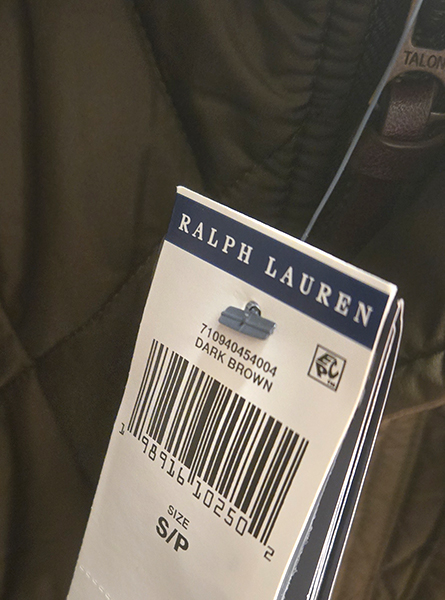 TALON
RALPH LAUREN
710940454004
DARK BROWN
1 98916 10250 2
SIZE
S/P